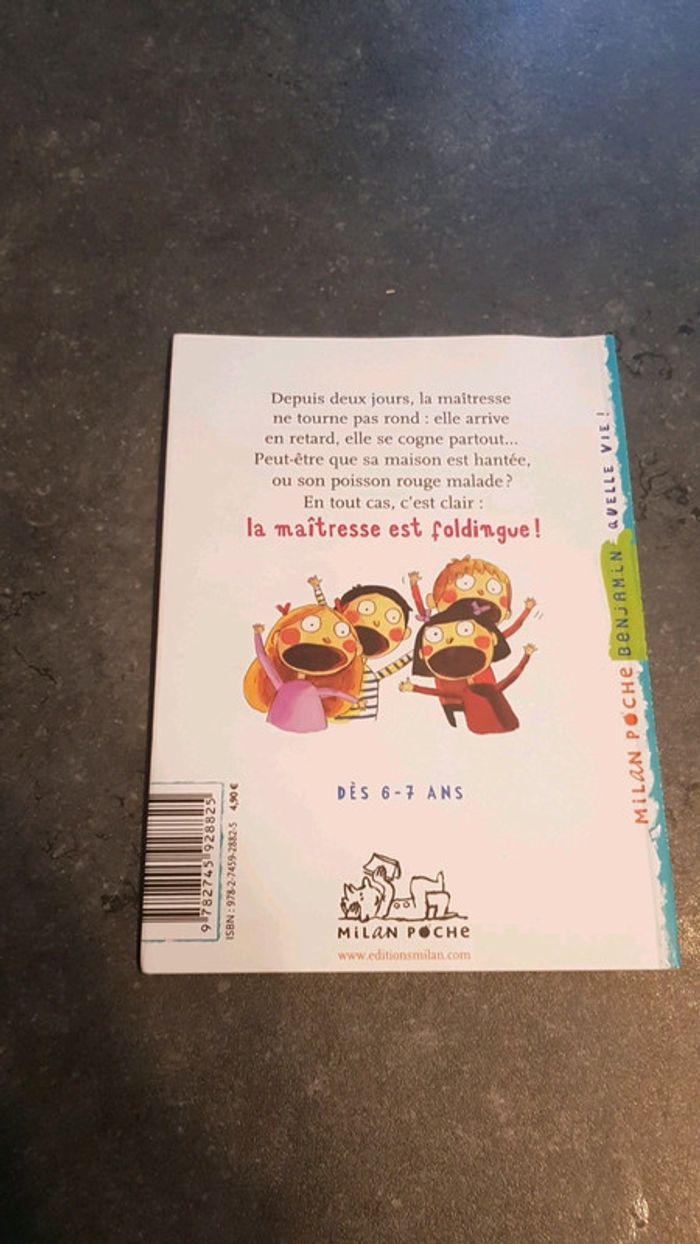 Depuis deux jours, la maîtresse
ne tourne pas rond : elle arrive
en retard, elle se cogne partout...
Peut-être que sa maison est hantée,
ou son poisson rouge malade ?
En tout cas, c'est clair :
la maîtresse est foldingue !
DÈS 6-7 ANS
MiLAN POCHE
www.editionsmilan.com
9 782745 928825
ISBN : 978-2-7459-2882-5 4,90 €
MiLAN POCHE BENJAMiN QUELLE VIE !